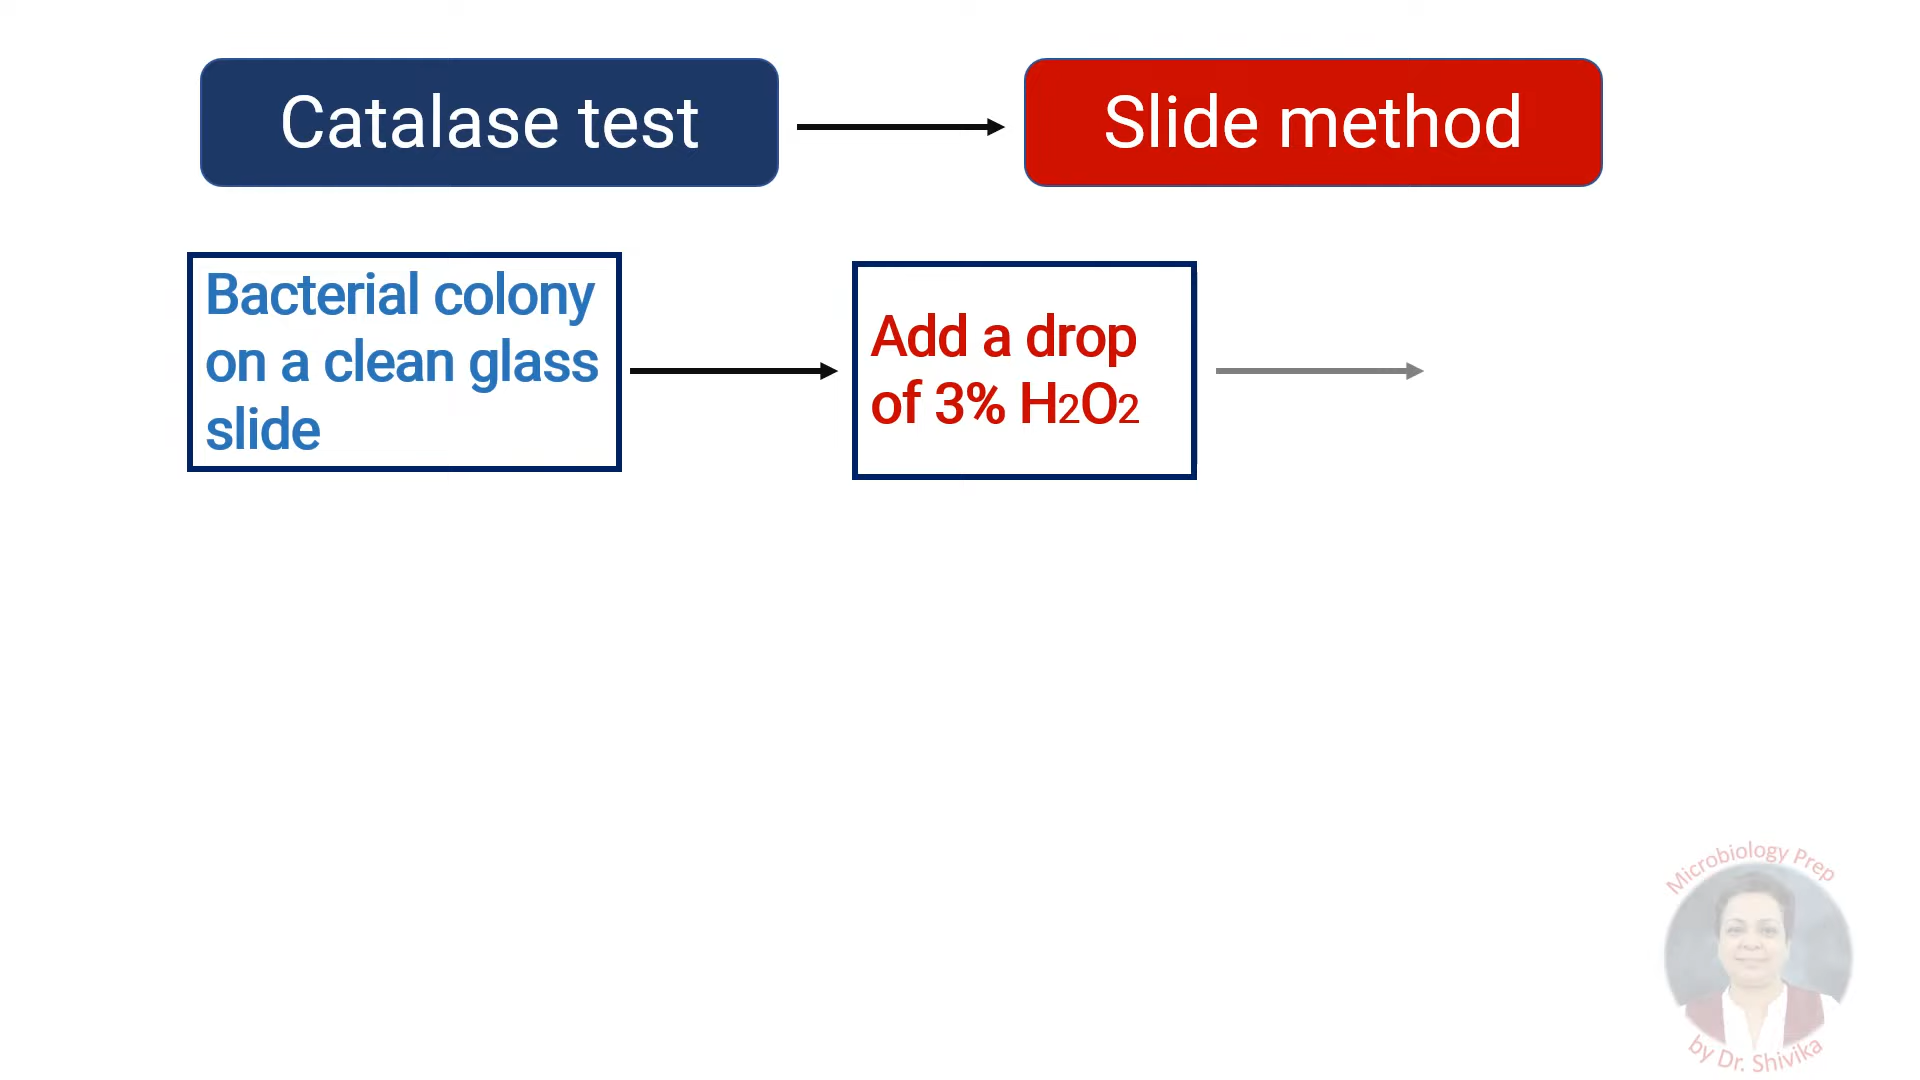 Catalase test
Slide method
Bacterial colony
on a clean glass
slide
Add a drop
of 3% H2O2
Microbiology Prep
by Dr. Shivika